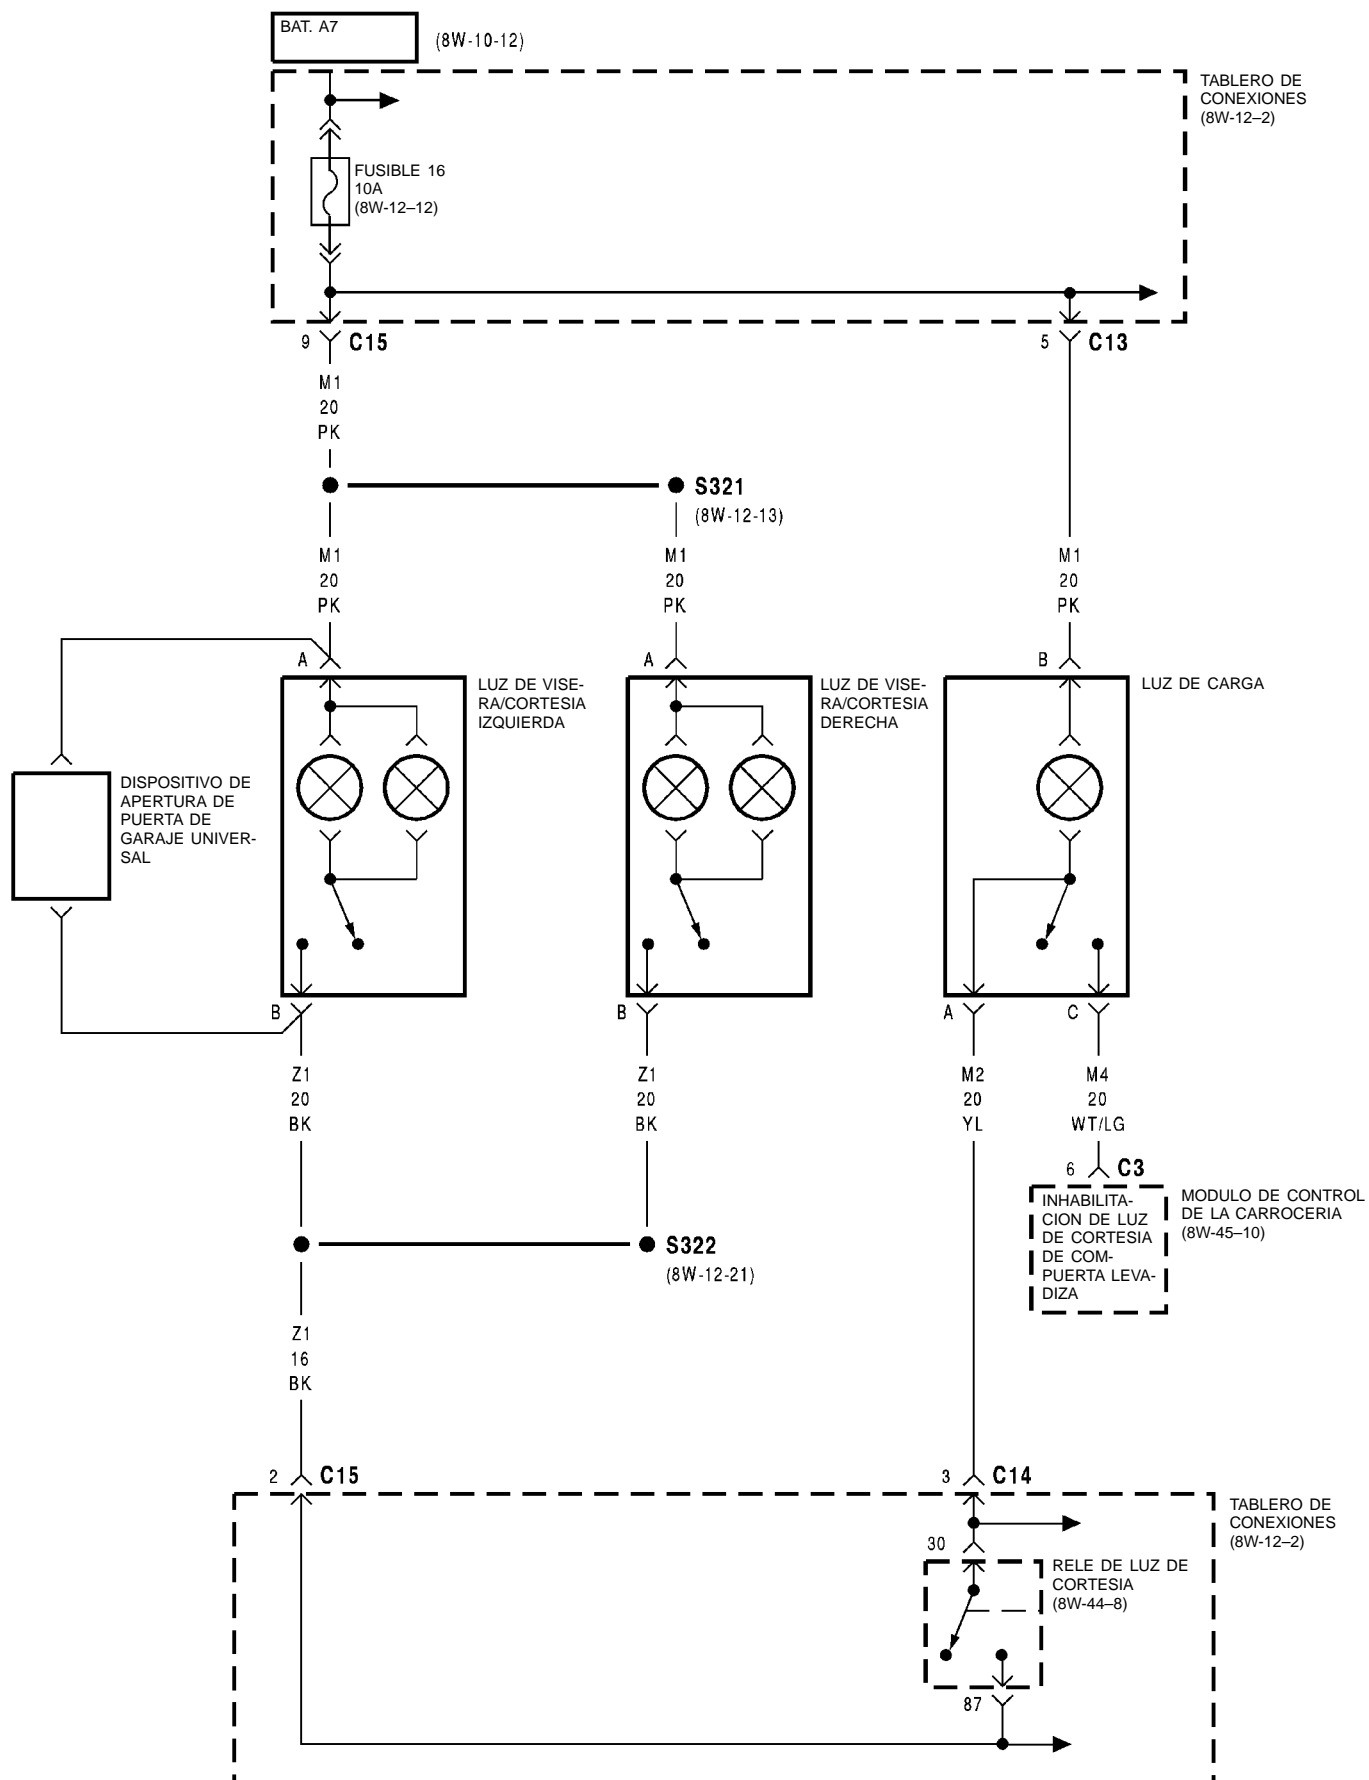 BAT. A7
(8W-10-12)
TABLERO DE
CONEXIONES
(8W-12–2)
FUSIBLE 16
10A
(8W-12–12)
9 C15
5 C13
M1
20
PK
S321
(8W-12-13)
M1
20
PK
M1
20
PK
M1
20
PK
A
A
B
LUZ DE VISE-
RA/CORTESIA
IZQUIERDA
LUZ DE VISE-
RA/CORTESIA
DERECHA
LUZ DE CARGA
DISPOSITIVO DE
APERTURA DE
PUERTA DE
GARAJE UNIVER-
SAL
B
B
A
C
Z1
20
BK
Z1
20
BK
M2
20
YL
M4
20
WT/LG
6 C3
INHABILITA-
CION DE LUZ
DE CORTESIA
DE COM-
PUERTA LEVA-
DIZA
MODULO DE CONTROL
DE LA CARROCERIA
(8W-45–10)
S322
(8W-12-21)
Z1
16
BK
2 C15
3 C14
TABLERO DE
CONEXIONES
(8W-12–2)
30
RELE DE LUZ DE
CORTESIA
(8W-44–8)
87